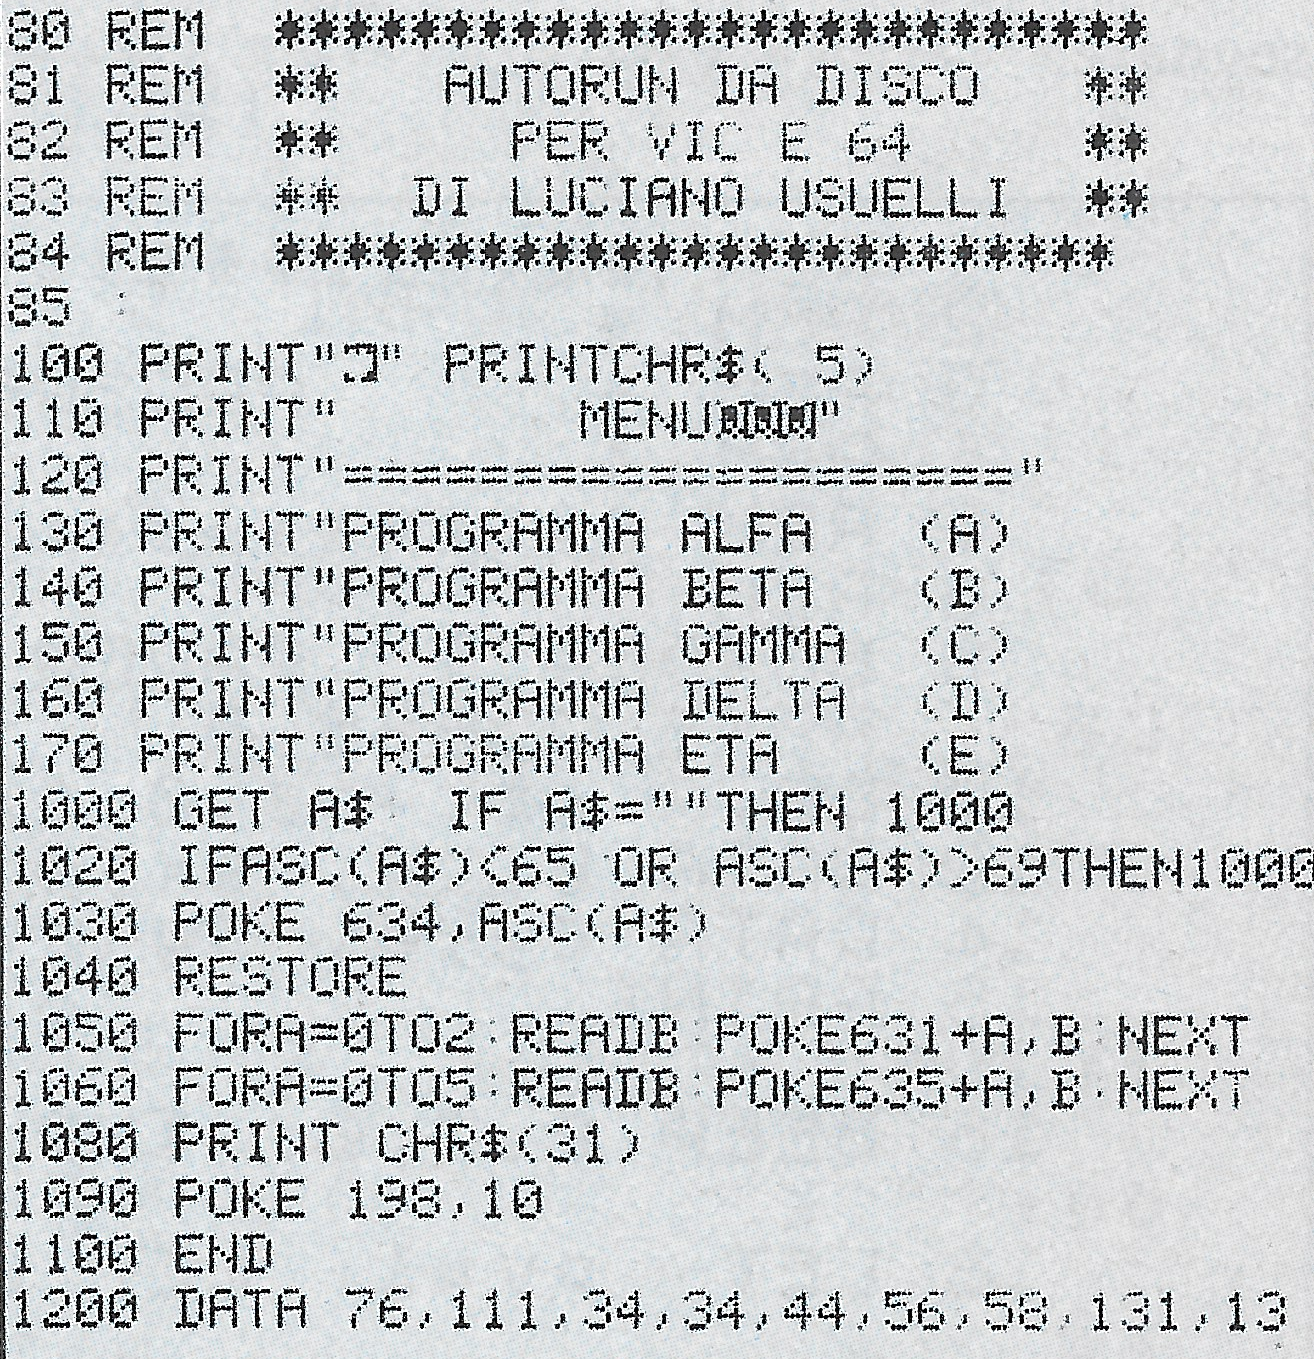 80 REM  **************************
81 REM  **   AUTORUN DA DISCO   **
82 REM  **     PER VIC E 64     **
83 REM  **  DI LUCIANO USUELLI  **
84 REM  *************************
85 :
100 PRINT"" PRINTCHR$( 5)
110 PRINT"       MENU"
120 PRINT"===================="
130 PRINT"PROGRAMMA ALFA   (A)
140 PRINT"PROGRAMMA BETA   (B)
150 PRINT"PROGRAMMA GAMMA  (C)
160 PRINT"PROGRAMMA DELTA  (D)
170 PRINT"PROGRAMMA ETA    (E)
1000 GET A$  IF A$=""THEN 1000
1020 IFASC(A$)<65 OR ASC(A$)>69THEN1000
1030 POKE 634,ASC(A$)
1040 RESTORE
1050 FORA=0TO2:READB:POKE631+A,B:NEXT
1060 FORA=0TO5:READB:POKE635+A,B:NEXT
1080 PRINT CHR$(31)
1090 POKE 198,10
1100 END
1200 DATA 76,111,34,34,44,56,58,131,13